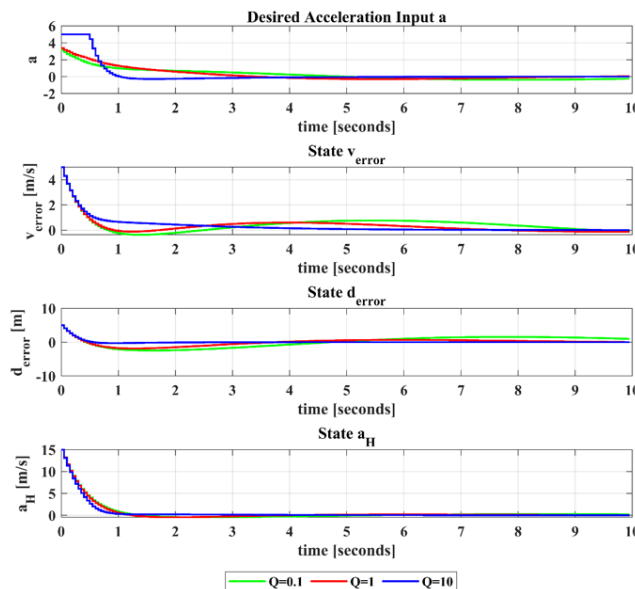 Desired Acceleration Input a
6
4
2
0
-2
a
0 1 2 3 4 5 6 7 8 9 10
time [seconds]
State v_error
4
2
0
v_error [m/s]
0 1 2 3 4 5 6 7 8 9 10
time [seconds]
State d_error
10
0
-10
d_error [m]
0 1 2 3 4 5 6 7 8 9 10
time [seconds]
State a_H
15
10
5
0
a_H [m/s]
0 1 2 3 4 5 6 7 8 9 10
time [seconds]
Q=0.1 Q=1 Q=10